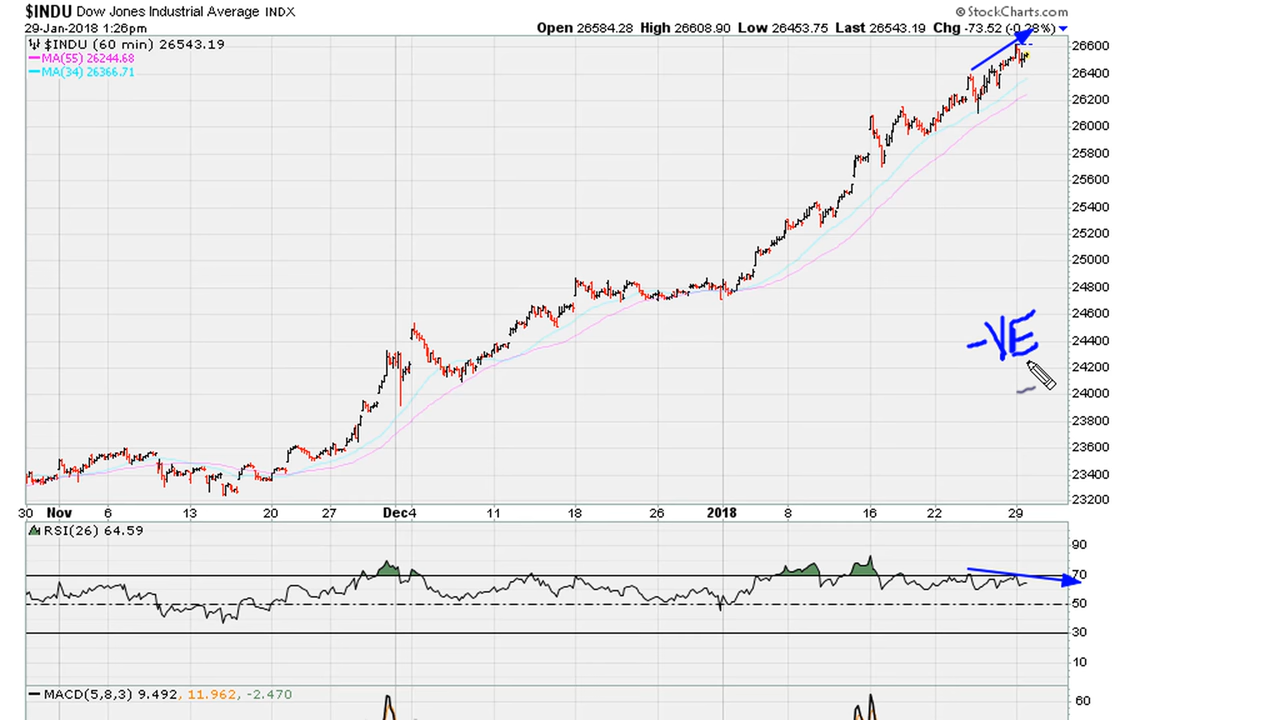 $INDU Dow Jones Industrial Average INDX
© StockCharts.com
29-Jan-2018 1:26pm
Open 26584.28 High 26608.90 Low 26453.75 Last 26543.19 Chg -73.52 (-0.28%)
$INDU (60 min) 26543.19
MA(55) 26244.68
MA(34) 26366.71
26600
26400
26200
26000
25800
25600
25400
25200
25000
24800
24600
24400
24200
24000
23800
23600
23400
23200
-VE
30 Nov 6 13 20 27 Dec 4 11 18 26 2018 8 16 22 29
RSI(26) 64.59
90
70
50
30
10
MACD(5,8,3) 9.492, 11.962, -2.470
60